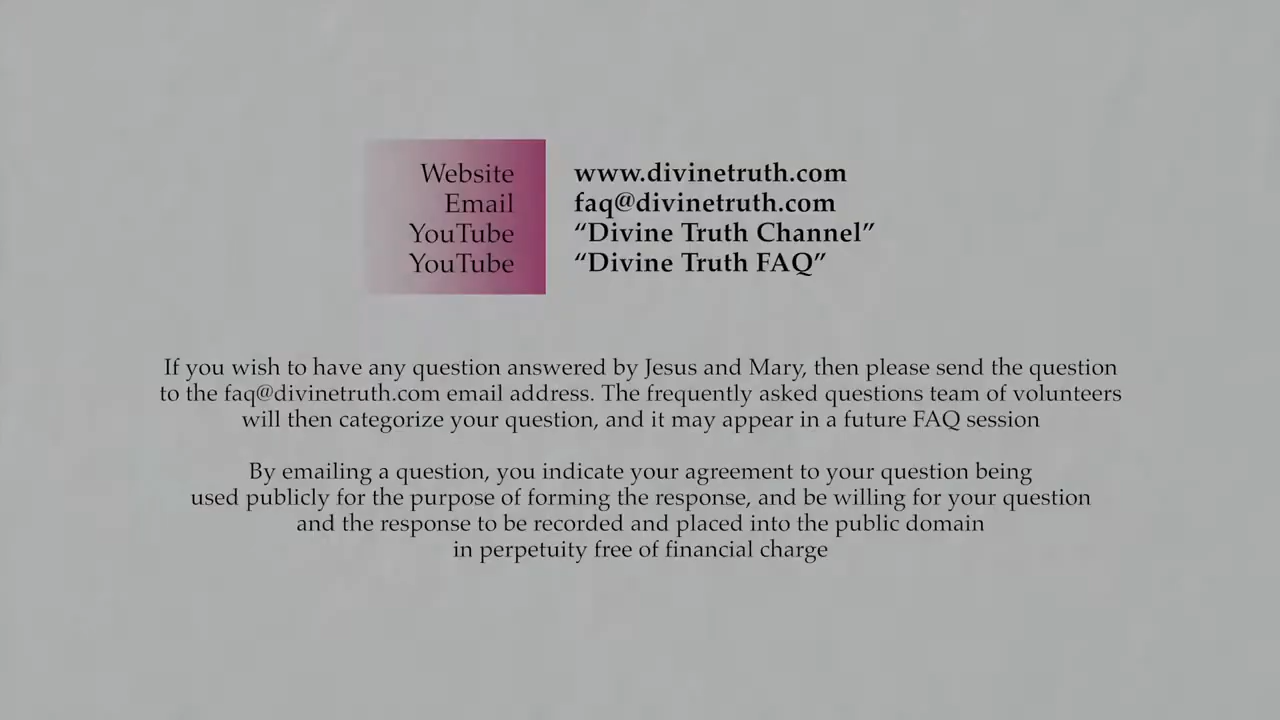 Website www.divinetruth.com
Email faq@divinetruth.com
YouTube “Divine Truth Channel”
YouTube “Divine Truth FAQ”
If you wish to have any question answered by Jesus and Mary, then please send the question
to the faq@divinetruth.com email address. The frequently asked questions team of volunteers
will then categorize your question, and it may appear in a future FAQ session
By emailing a question, you indicate your agreement to your question being
used publicly for the purpose of forming the response, and be willing for your question
and the response to be recorded and placed into the public domain
in perpetuity free of financial charge